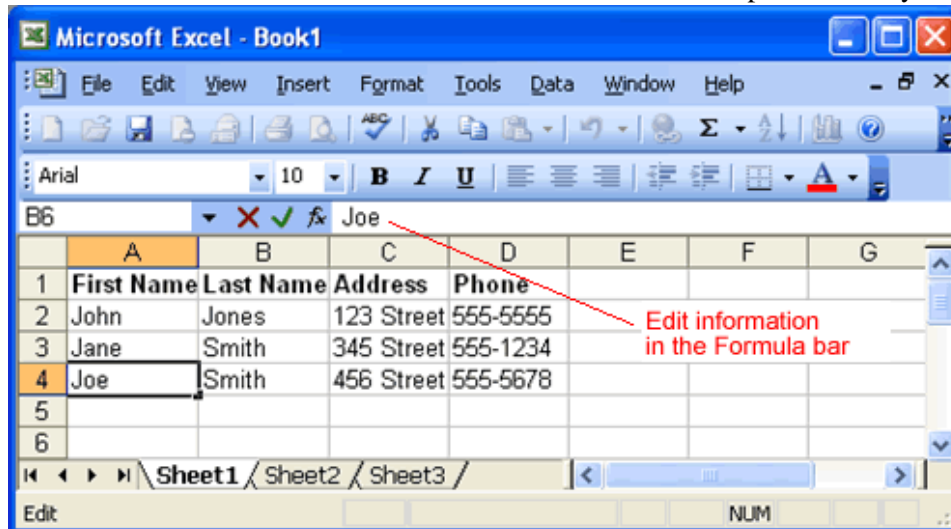 Microsoft Excel - Book1
File Edit View Insert Format Tools Data Window Help
ABC Σ
Arial 10 B I U A
B6 fx Joe
A B C D E F G
1 First Name Last Name Address Phone
2 John Jones 123 Street 555-5555
3 Jane Smith 345 Street 555-1234
4 Joe Smith 456 Street 555-5678
5
6
Edit information
in the Formula bar
Sheet1 Sheet2 Sheet3
Edit NUM